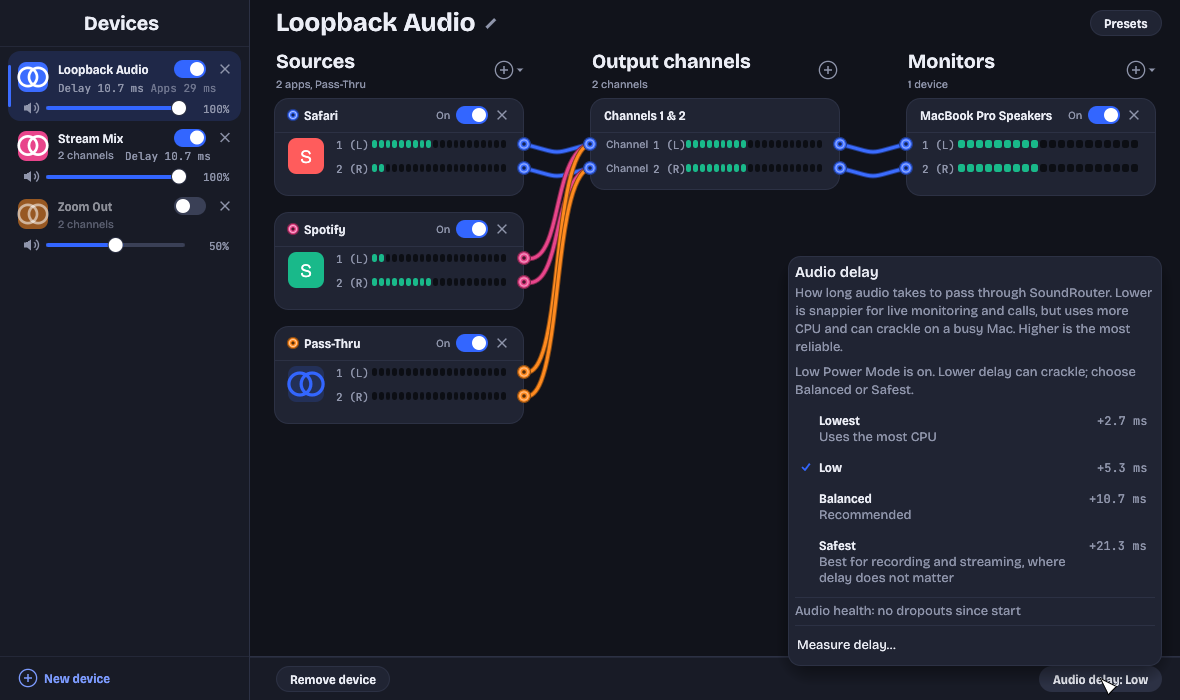 Devices
Loopback Audio
Delay 10.7 ms Apps 29 ms
100%
Stream Mix
2 channels Delay 10.7 ms
100%
Zoom Out
2 channels
50%
New device
Loopback Audio
Presets
Sources
2 apps, Pass-Thru
Output channels
2 channels
Monitors
1 device
Safari On
S
1 (L)
2 (R)
Channels 1 & 2
Channel 1 (L)
Channel 2 (R)
MacBook Pro Speakers On
1 (L)
2 (R)
Spotify On
S
1 (L)
2 (R)
Pass-Thru On
1 (L)
2 (R)
Audio delay
How long audio takes to pass through SoundRouter. Lower
is snappier for live monitoring and calls, but uses more
CPU and can crackle on a busy Mac. Higher is the most
reliable.
Low Power Mode is on. Lower delay can crackle; choose
Balanced or Safest.
Lowest +2.7 ms
Uses the most CPU
Low +5.3 ms
Balanced +10.7 ms
Recommended
Safest +21.3 ms
Best for recording and streaming, where
delay does not matter
Audio health: no dropouts since start
Measure delay...
Remove device
Audio delay: Low